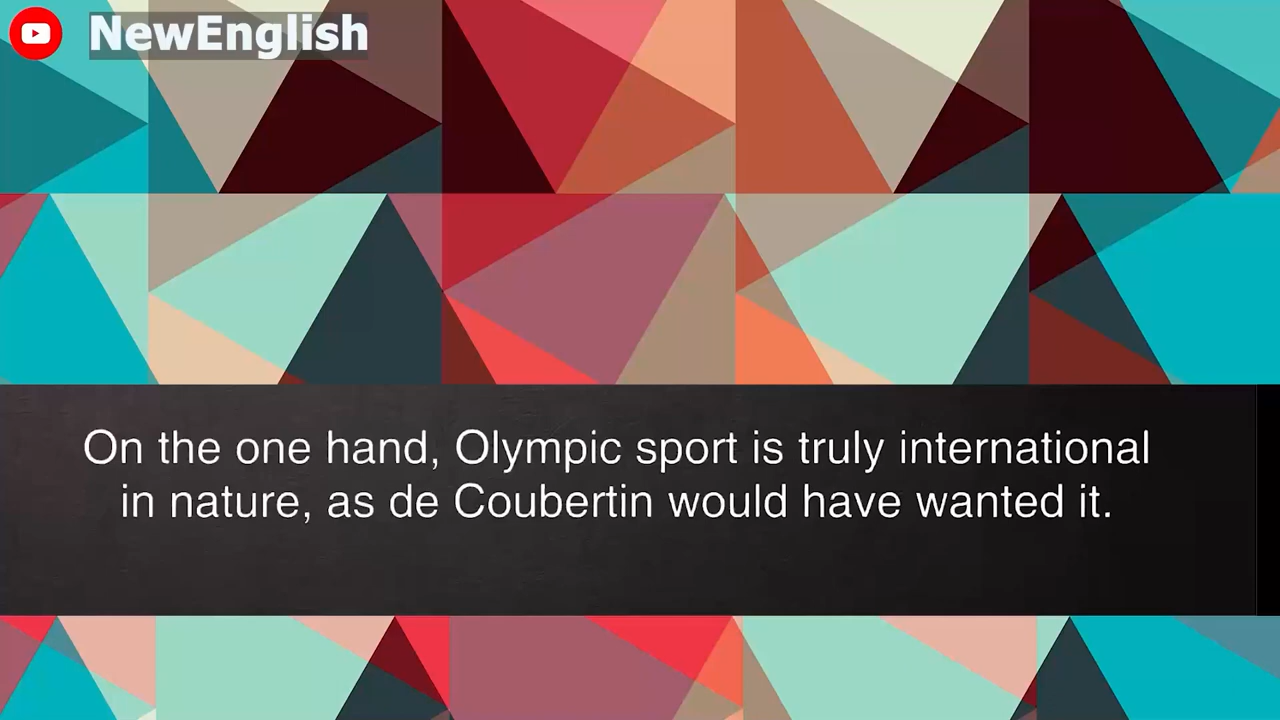 NewEnglish
On the one hand, Olympic sport is truly international
in nature, as de Coubertin would have wanted it.